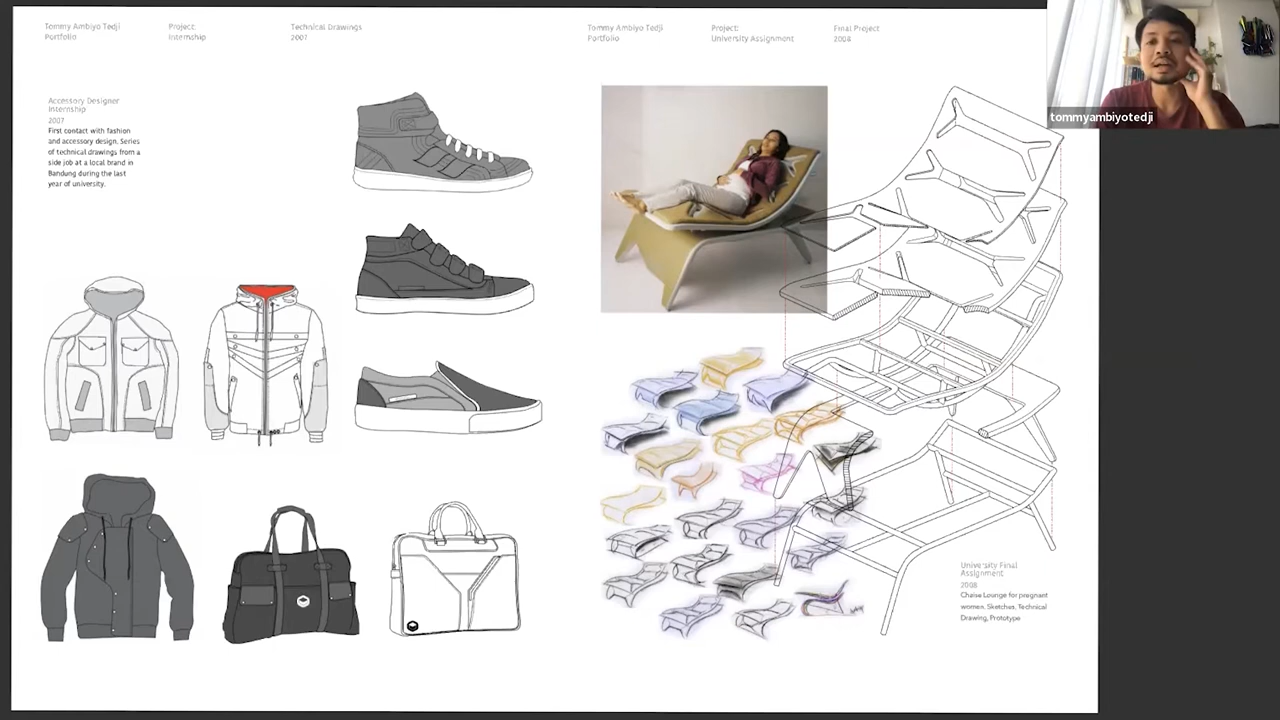 Tommy Ambiyo Tedji
Portfolio
Project:
Internship
Technical Drawings
2007
Accessory Designer
Internship
2007
First contact with fashion
and accessory design. Series
of technical drawings from a
side job at a local brand in
Bandung during the last
year of university.
Tommy Ambiyo Tedji
Portfolio
Project:
University Assignment
Final Project
2008
University Final
Assignment
2008
Chaise Lounge for pregnant
women. Sketches, Technical
Drawing, Prototype
tommyambiyotedji